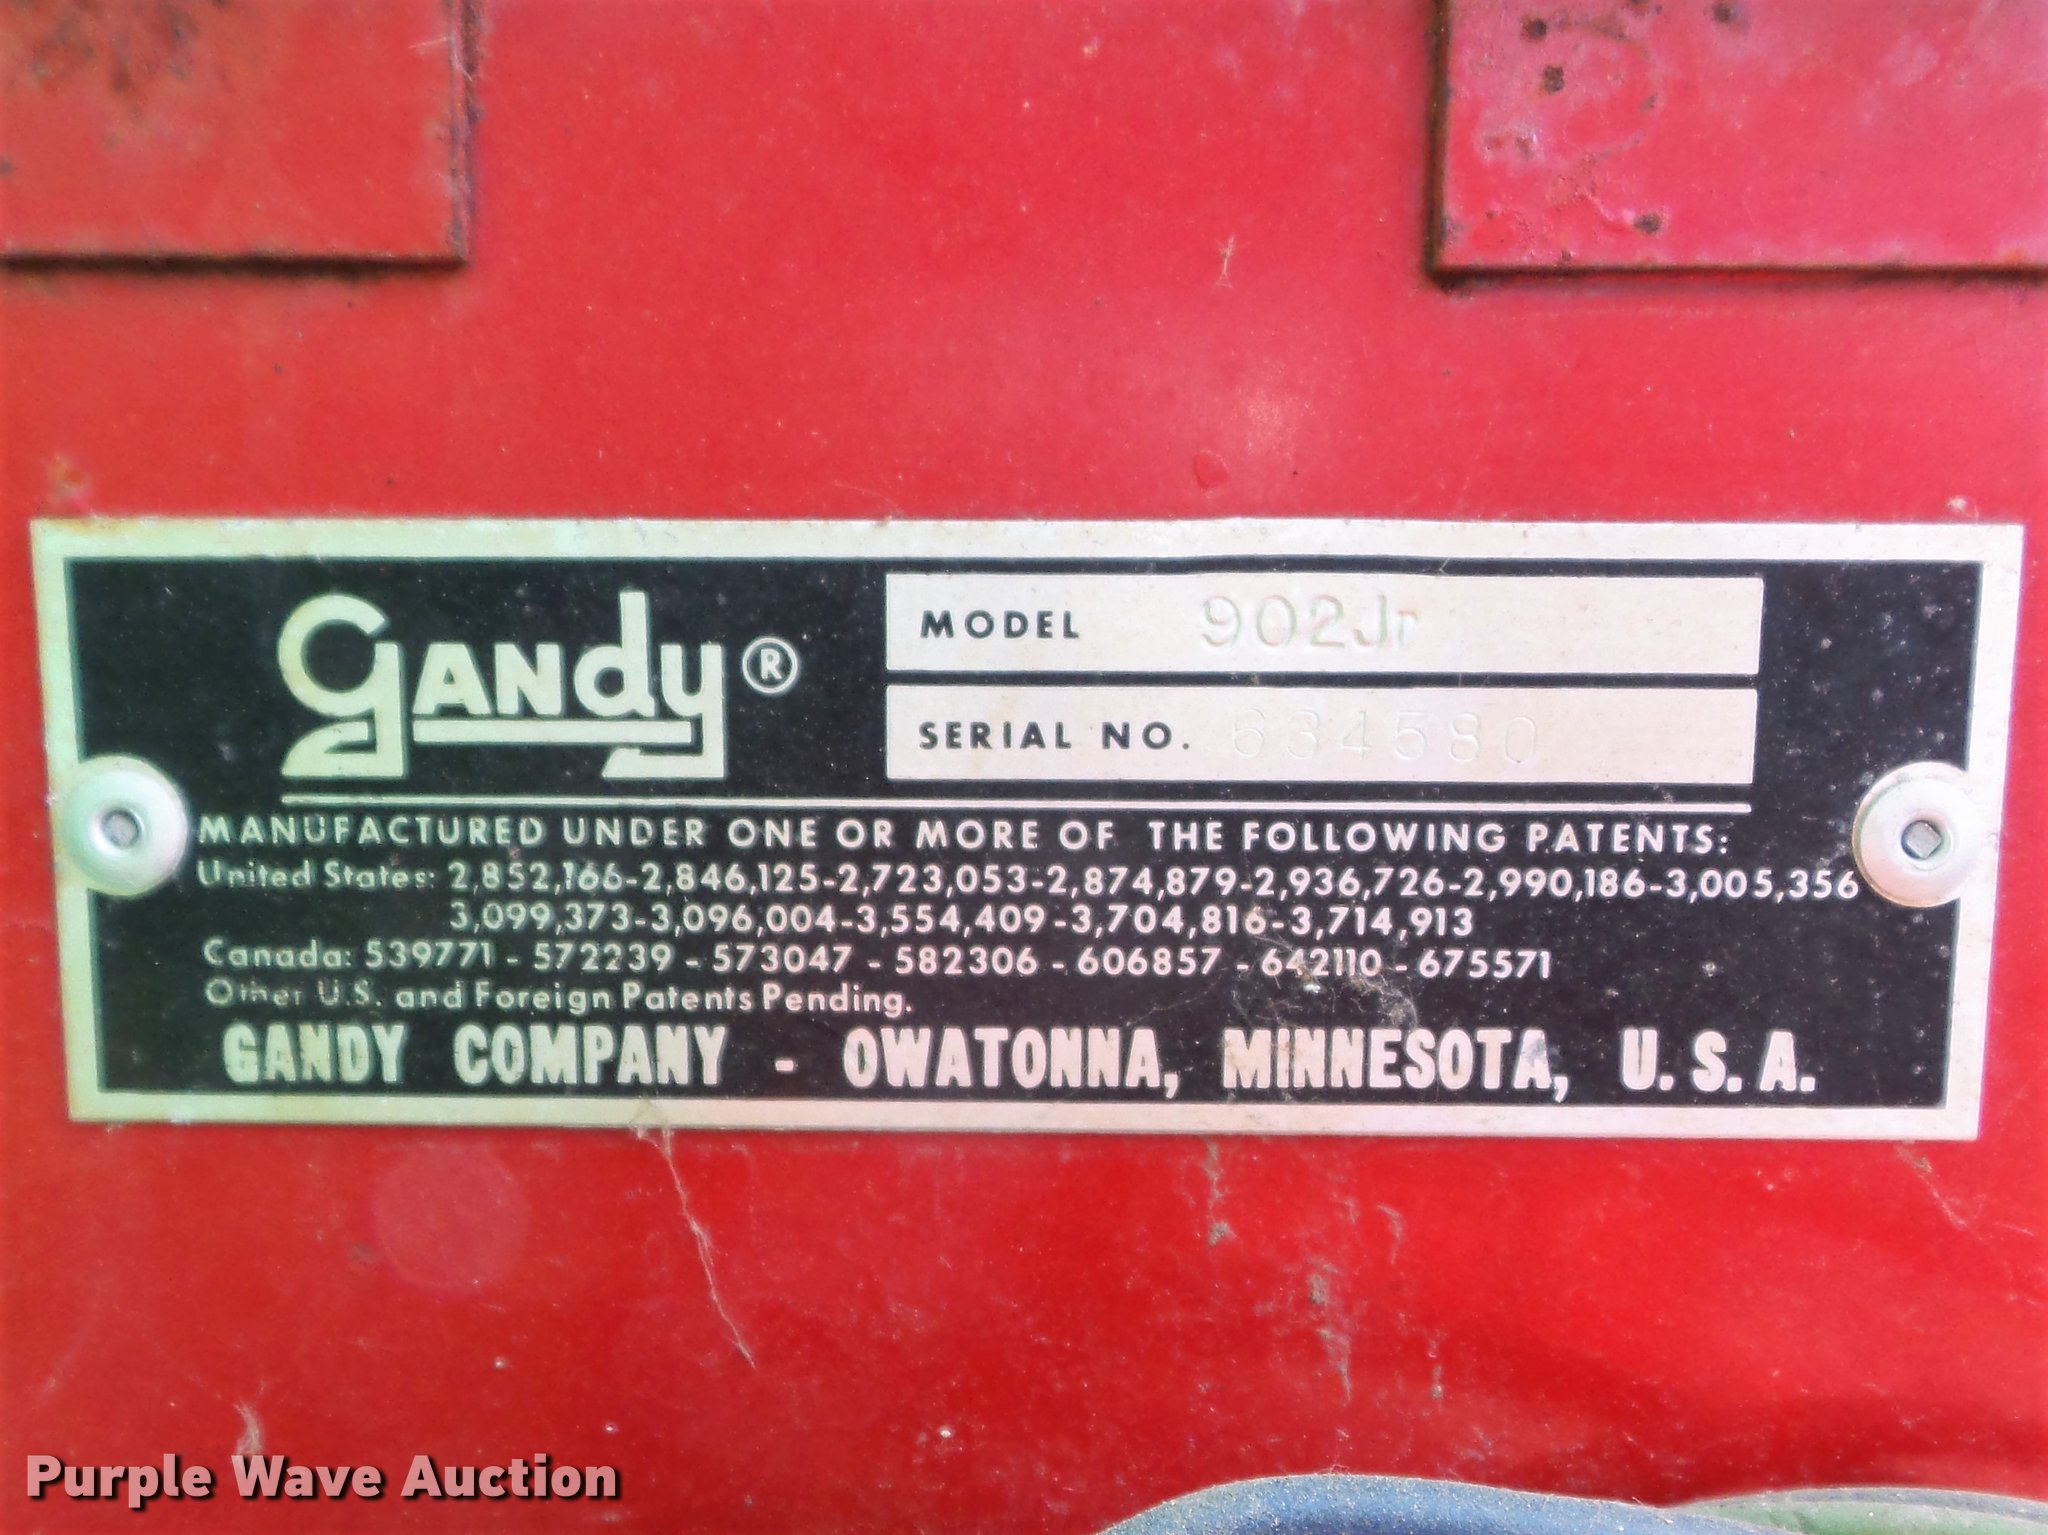 gANdy ®
MODEL 902Jr
SERIAL NO. 634580
MANUFACTURED UNDER ONE OR MORE OF THE FOLLOWING PATENTS:
United States: 2,852,166-2,846,125-2,723,053-2,874,879-2,936,726-2,990,186-3,005,356
3,099,373-3,096,004-3,554,409-3,704,816-3,714,913
Canada: 539771 - 572239 - 573047 - 582306 - 606857 - 642110 - 675571
Other U.S. and Foreign Patents Pending.
GANDY COMPANY - OWATONNA, MINNESOTA, U.S.A.
Purple Wave Auction